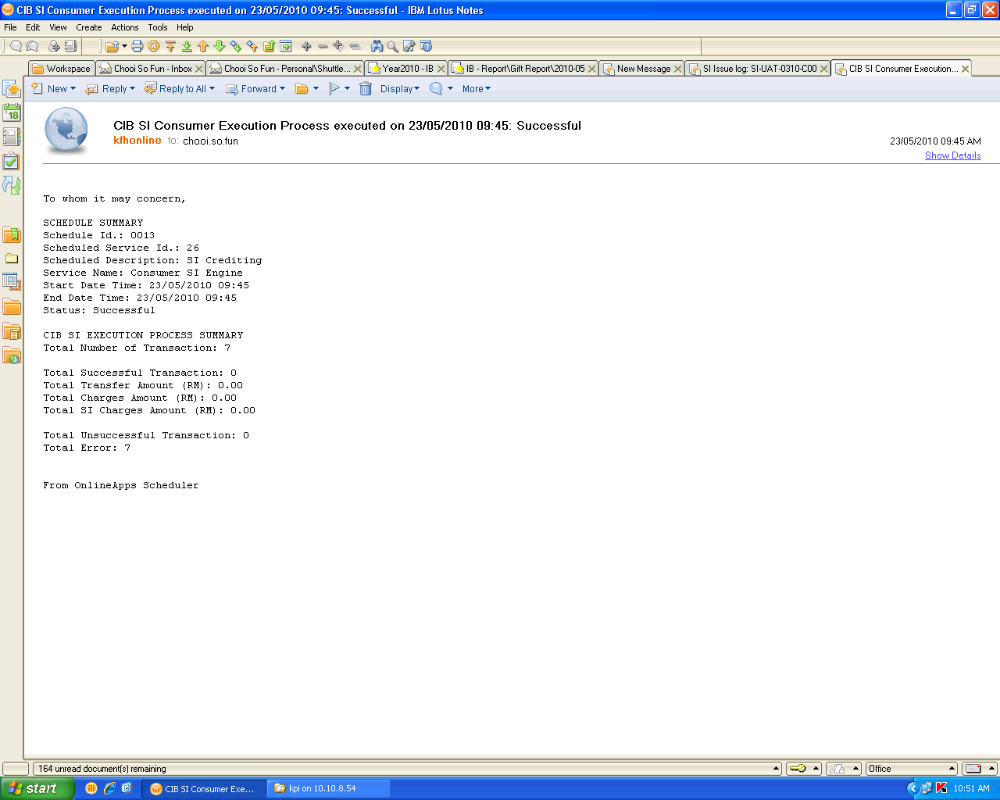 CIB SI Consumer Execution Process executed on 23/05/2010 09:45: Successful - IBM Lotus Notes
File Edit View Create Actions Tools Help
Workspace Chooi So Fun - Inbox Chooi So Fun - Personal\Shuttle... Year2010 - IB IB - Report\Gift Report\2010-05 New Message SI Issue log: SI-UAT-0310-C00 CIB SI Consumer Execution...
New Reply Reply to All Forward Display More
18
CIB SI Consumer Execution Process executed on 23/05/2010 09:45: Successful
kfhonline to: chooi.so.fun
23/05/2010 09:45 AM
Show Details
To whom it may concern,
SCHEDULE SUMMARY
Schedule Id.: 0013
Scheduled Service Id.: 26
Scheduled Description: SI Crediting
Service Name: Consumer SI Engine
Start Date Time: 23/05/2010 09:45
End Date Time: 23/05/2010 09:45
Status: Successful
CIB SI EXECUTION PROCESS SUMMARY
Total Number of Transaction: 7
Total Successful Transaction: 0
Total Transfer Amount (RM): 0.00
Total Charges Amount (RM): 0.00
Total SI Charges Amount (RM): 0.00
Total Unsuccessful Transaction: 0
Total Error: 7
From OnlineApps Scheduler
164 unread document(s) remaining
Office
start CIB SI Consumer Exe... kpi on 10.10.8.54 10:51 AM